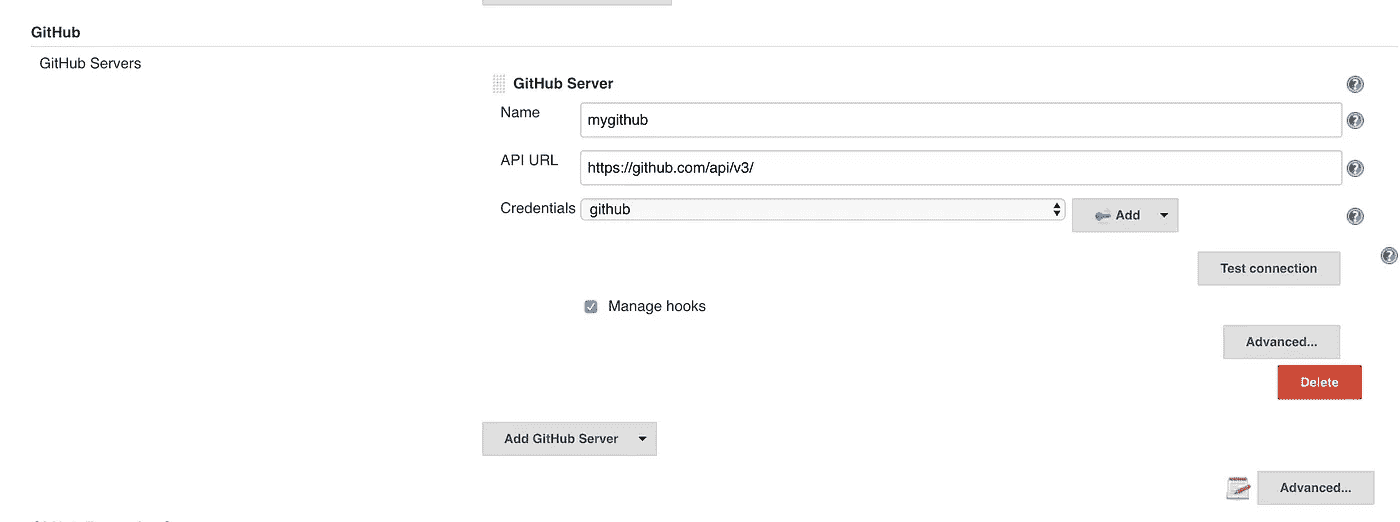 GitHub
GitHub Servers
GitHub Server
Name
mygithub
API URL
https://github.com/api/v3/
Credentials
github
Add
Test connection
Manage hooks
Advanced...
Delete
Add GitHub Server
Advanced...